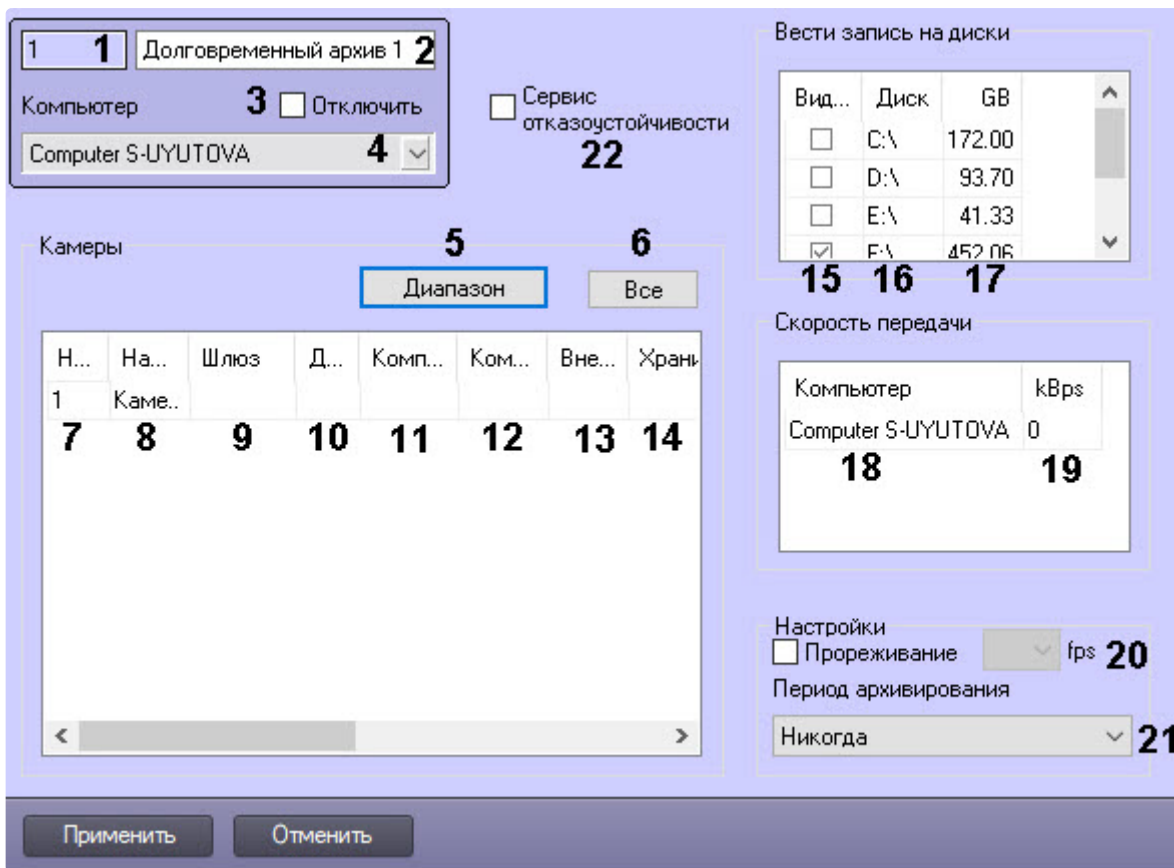 1 1 Долговременный архив 1 2
Компьютер 3 Отключить
Computer S-UYUTOVA 4
Сервис
отказоустойчивости
22
Вести запись на диски
Вид... Диск GB
C:\ 172.00
D:\ 93.70
E:\ 41.33
F:\ 452.06
15 16 17
Камеры 5 6
Диапазон Все
Н... На... Шлюз Д... Комп... Ком... Вне... Храни
1 Каме..
7 8 9 10 11 12 13 14
Скорость передачи
Компьютер kBps
Computer S-UYUTOVA 0
18 19
Настройки
Прореживание fps 20
Период архивирования
Никогда 21
Применить Отменить